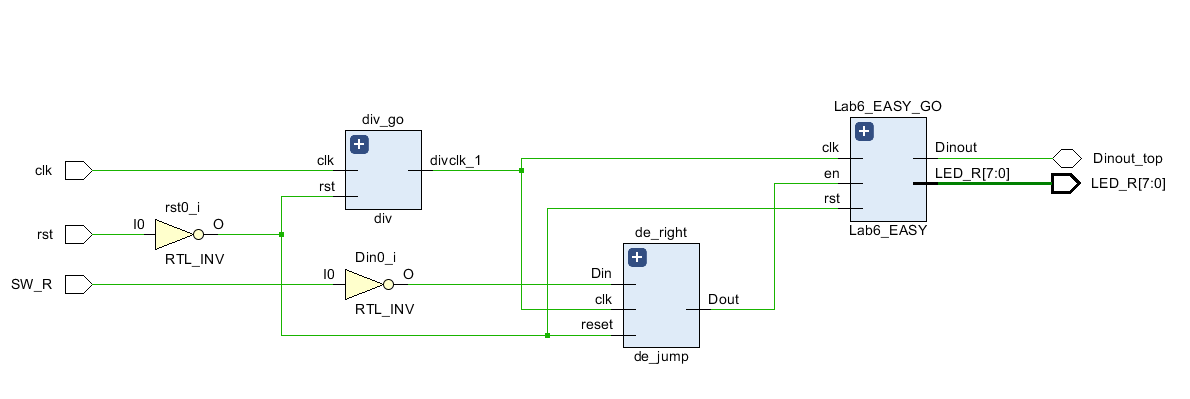 Lab6_EASY_GO
div_go
clk
Dinout
Dinout_top
clk
clk
divclk_1
en
LED_R[7:0]
LED_R[7:0]
rst
rst
rst0_i
div
Lab6_EASY
rst
I0
O
de_right
RTL_INV
Din0_i
SW_R
I0
O
Din
RTL_INV
clk
Dout
reset
de_jump